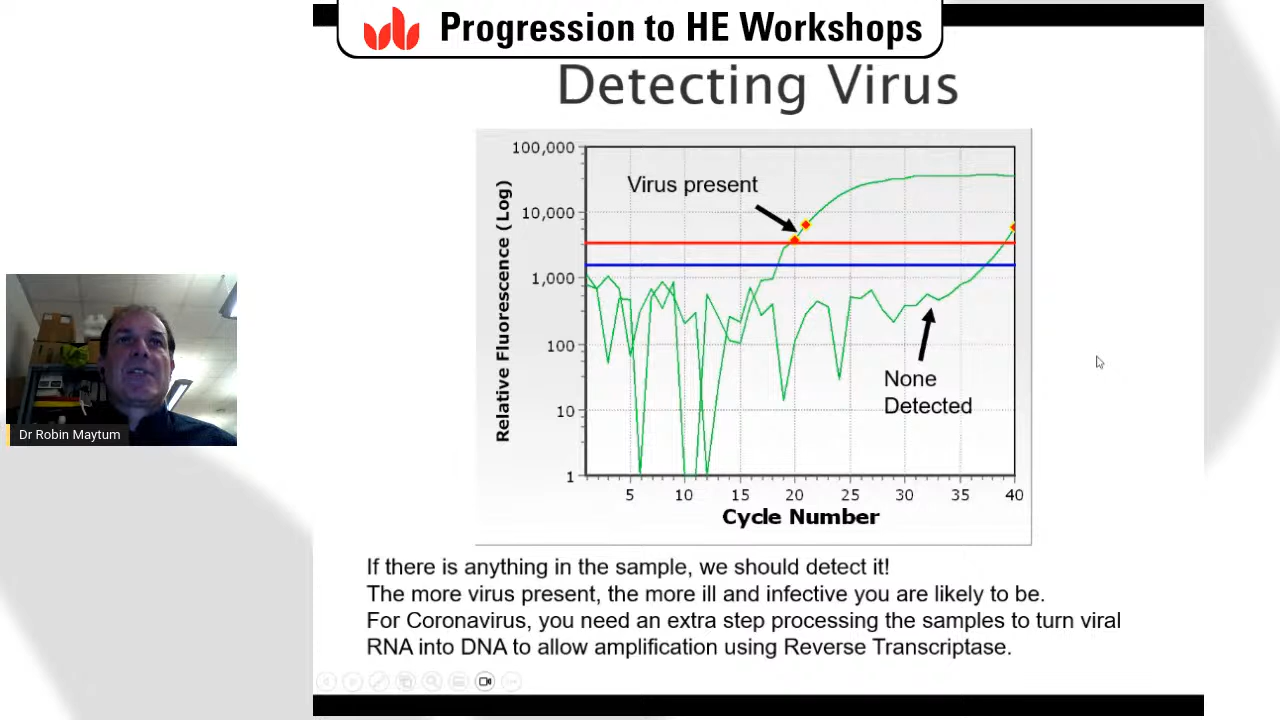 Progression to HE Workshops
Detecting Virus
100,000
10,000
1,000
100
10
1
Relative Fluorescence (Log)
Virus present
None
Detected
5 10 15 20 25 30 35 40
Cycle Number
Dr Robin Maytum
If there is anything in the sample, we should detect it!
The more virus present, the more ill and infective you are likely to be.
For Coronavirus, you need an extra step processing the samples to turn viral
RNA into DNA to allow amplification using Reverse Transcriptase.